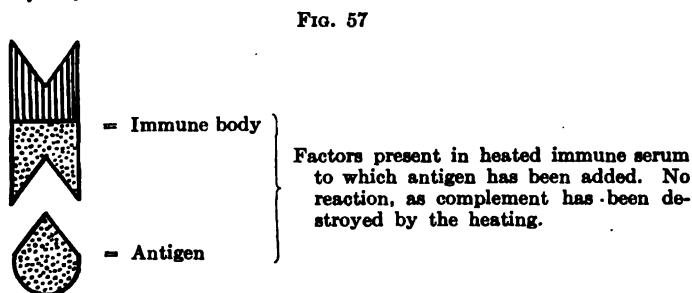 FIG. 57
= Immune body
Factors present in heated immune serum
to which antigen has been added. No
reaction, as complement has been de-
stroyed by the heating.
= Antigen